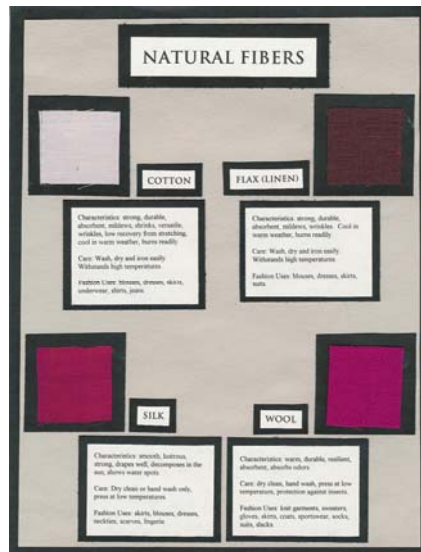 NATURAL FIBERS
COTTON
Characteristics: strong, durable,
absorbent, mildews, shrinks, versatile,
wrinkles, low recovery from stretching,
cool in warm weather, burns readily
Care: Wash, dry and iron easily
Withstands high temperatures
Fashion Uses: blouses, dresses, skirts,
underwear, shirts, jeans
FLAX (LINEN)
Characteristics: strong, durable,
absorbent, mildews, wrinkles. Cool in
warm weather, burns readily
Care: Wash, dry and iron easily
Withstands high temperatures
Fashion Uses: blouses, dresses, skirts,
suits
SILK
Characteristics: smooth, lustrous,
strong, drapes well, decomposes in the
sun, shows water spots
Care: Dry clean or hand wash only,
press at low temperatures
Fashion Uses: skirts, blouses, dresses,
neckties, scarves, lingerie
WOOL
Characteristics: warm, durable, resilient,
absorbent, absorbs odors
Care: dry clean, hand wash, press at low
temperature, protection against insects
Fashion Uses: knit garments, sweaters,
gloves, skirts, coats, sportswear, socks,
suits, slacks